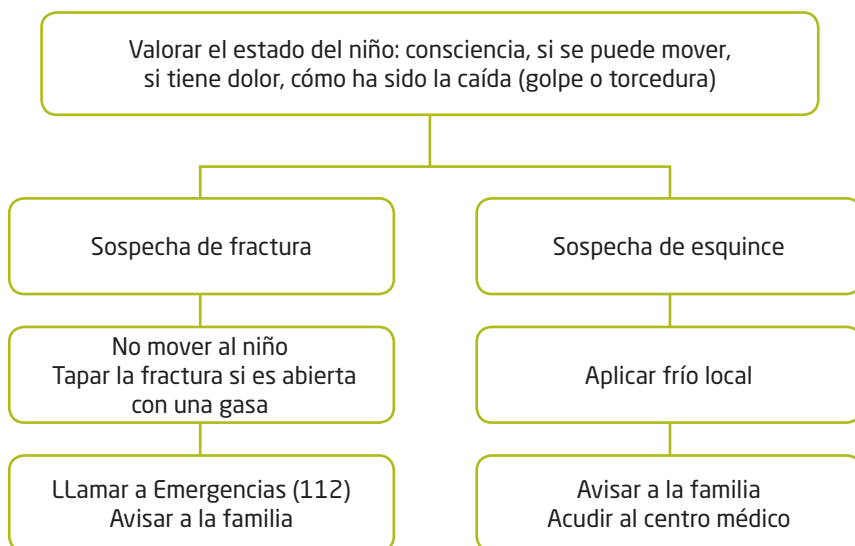 Valorar el estado del niño: consciencia, si se puede mover,
si tiene dolor, cómo ha sido la caída (golpe o torcedura)
Sospecha de fractura
Sospecha de esquince
No mover al niño
Tapar la fractura si es abierta
con una gasa
Aplicar frío local
LLamar a Emergencias (112)
Avisar a la familia
Avisar a la familia
Acudir al centro médico